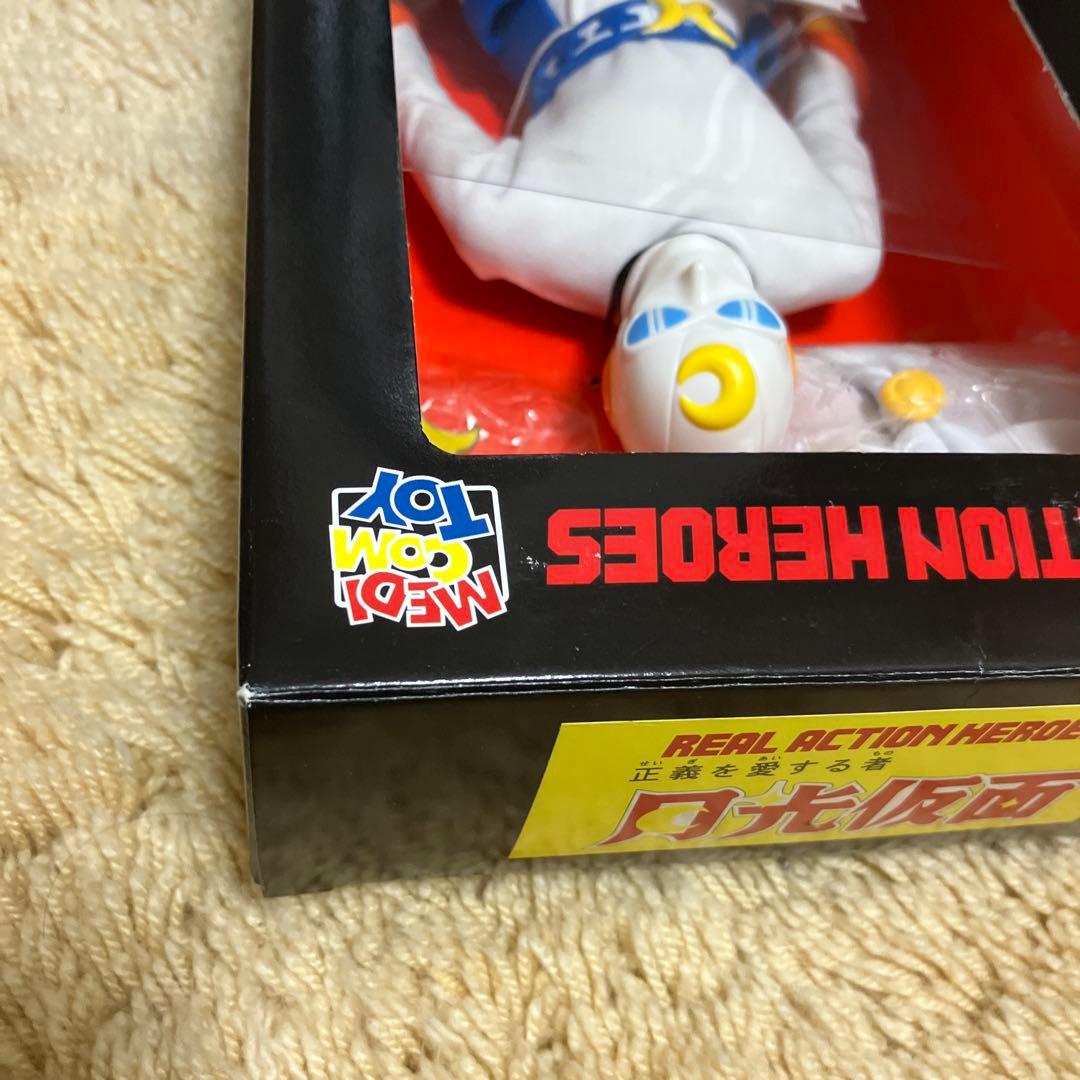 TION HEROES
MEDI
COM
TOY
REAL ACTION HEROE
せいぎ あい もの
正義を愛する者
月光仮面